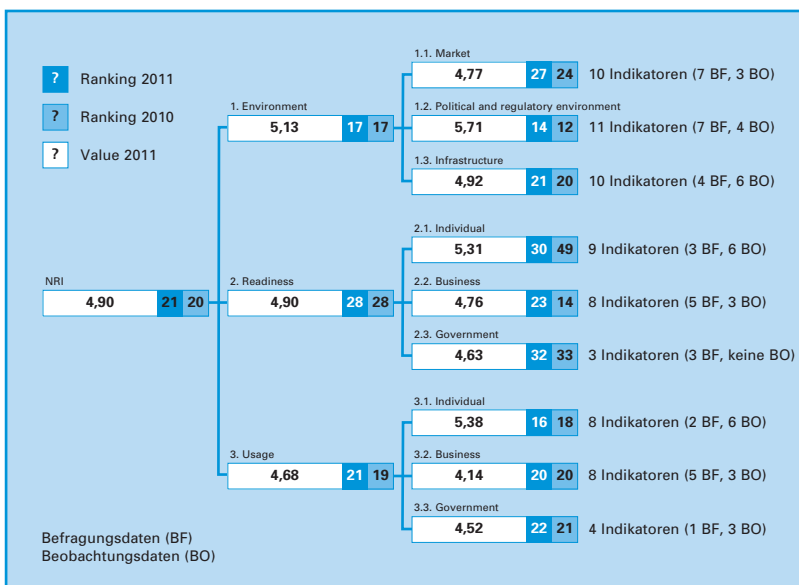 ? Ranking 2011
? Ranking 2010
? Value 2011
NRI
4,90 21 20
1. Environment
5,13 17 17
1.1. Market
4,77 27 24 10 Indikatoren (7 BF, 3 BO)
1.2. Political and regulatory environment
5,71 14 12 11 Indikatoren (7 BF, 4 BO)
1.3. Infrastructure
4,92 21 20 10 Indikatoren (4 BF, 6 BO)
2. Readiness
4,90 28 28
2.1. Individual
5,31 30 49 9 Indikatoren (3 BF, 6 BO)
2.2. Business
4,76 23 14 8 Indikatoren (5 BF, 3 BO)
2.3. Government
4,63 32 33 3 Indikatoren (3 BF, keine BO)
3. Usage
4,68 21 19
3.1. Individual
5,38 16 18 8 Indikatoren (2 BF, 6 BO)
3.2. Business
4,14 20 20 8 Indikatoren (5 BF, 3 BO)
3.3. Government
4,52 22 21 4 Indikatoren (1 BF, 3 BO)
Befragungsdaten (BF)
Beobachtungsdaten (BO)